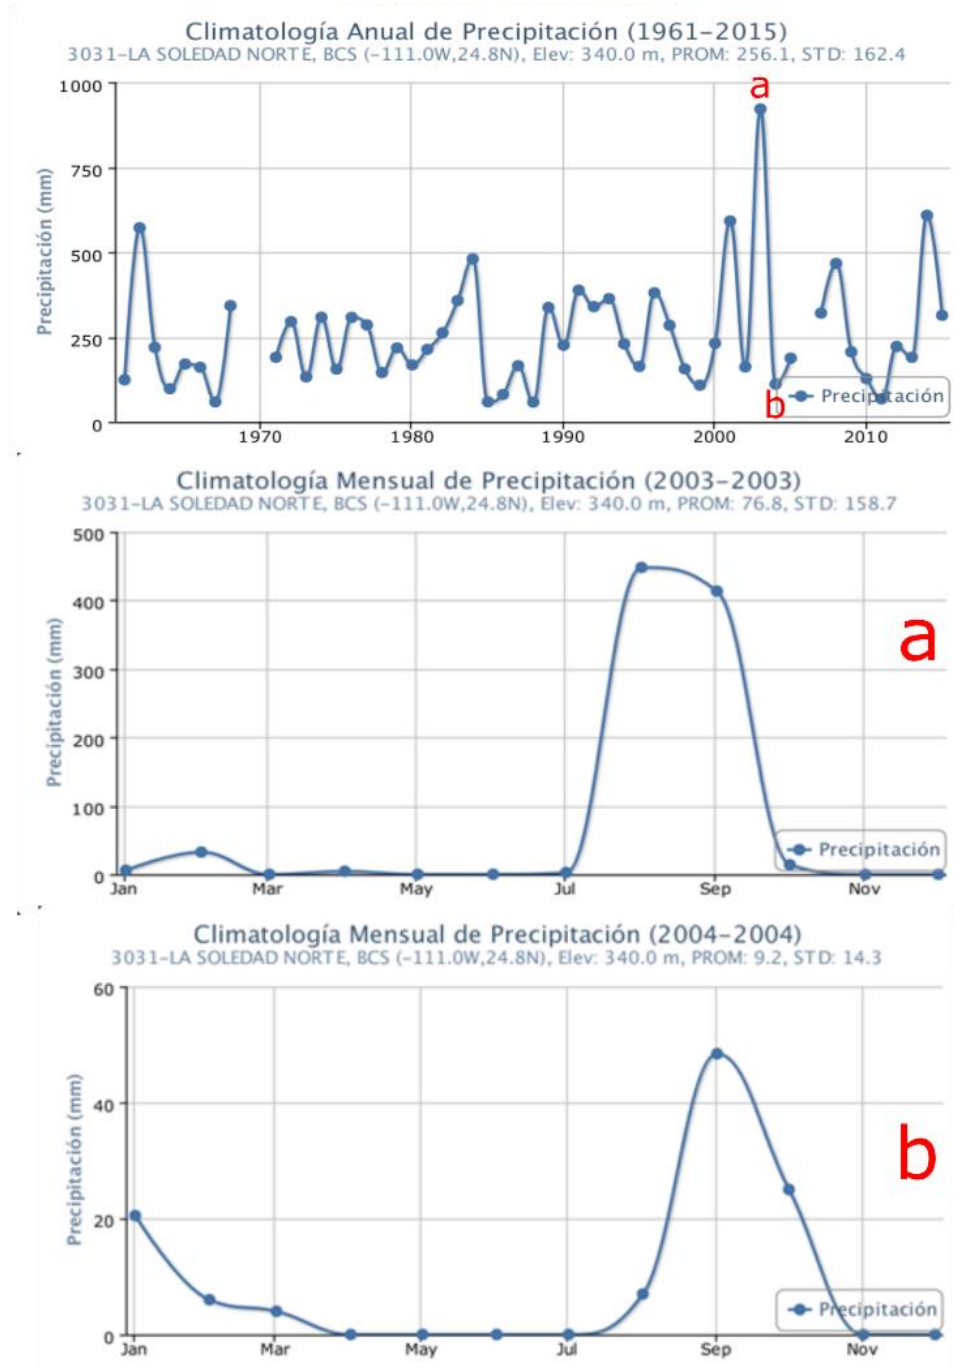 Climatología Anual de Precipitación (1961-2015)
3031-LA SOLEDAD NORTE, BCS (-111.0W,24.8N), Elev: 340.0 m, PROM: 256.1, STD: 162.4
a
1000
750
500
250
0
Precipitación (mm)
b
Precipitación
1970 1980 1990 2000 2010
Climatología Mensual de Precipitación (2003-2003)
3031-LA SOLEDAD NORTE, BCS (-111.0W,24.8N), Elev: 340.0 m, PROM: 76.8, STD: 158.7
500
400
300
200
100
0
Precipitación (mm)
a
Precipitación
Jan Mar May Jul Sep Nov
Climatología Mensual de Precipitación (2004-2004)
3031-LA SOLEDAD NORTE, BCS (-111.0W,24.8N), Elev: 340.0 m, PROM: 9.2, STD: 14.3
60
40
20
0
Precipitación (mm)
b
Precipitación
Jan Mar May Jul Sep Nov